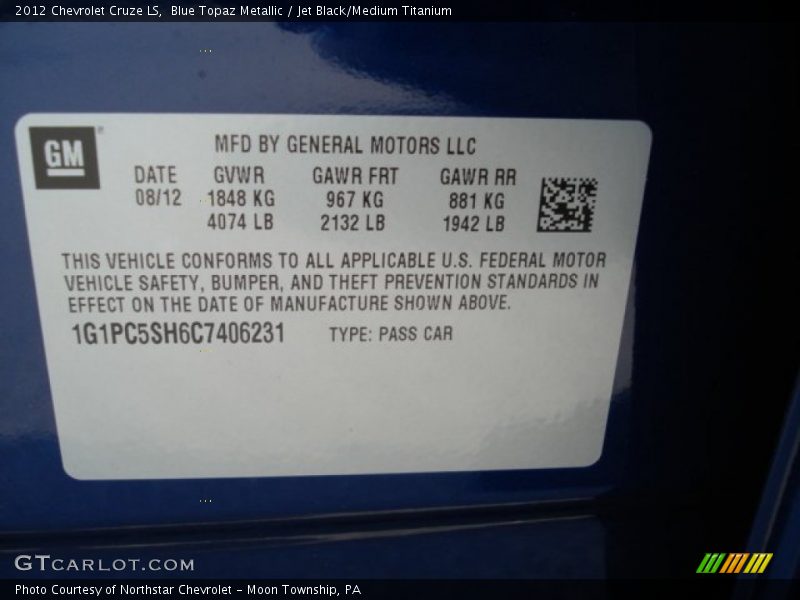 2012 Chevrolet Cruze LS, Blue Topaz Metallic / Jet Black/Medium Titanium
GM
MFD BY GENERAL MOTORS LLC
DATE GVWR GAWR FRT GAWR RR
08/12 1848 KG 967 KG 881 KG
4074 LB 2132 LB 1942 LB
THIS VEHICLE CONFORMS TO ALL APPLICABLE U.S. FEDERAL MOTOR
VEHICLE SAFETY, BUMPER, AND THEFT PREVENTION STANDARDS IN
EFFECT ON THE DATE OF MANUFACTURE SHOWN ABOVE.
1G1PC5SH6C7406231 TYPE: PASS CAR
GTCARLOT.COM
Photo Courtesy of Northstar Chevrolet - Moon Township, PA